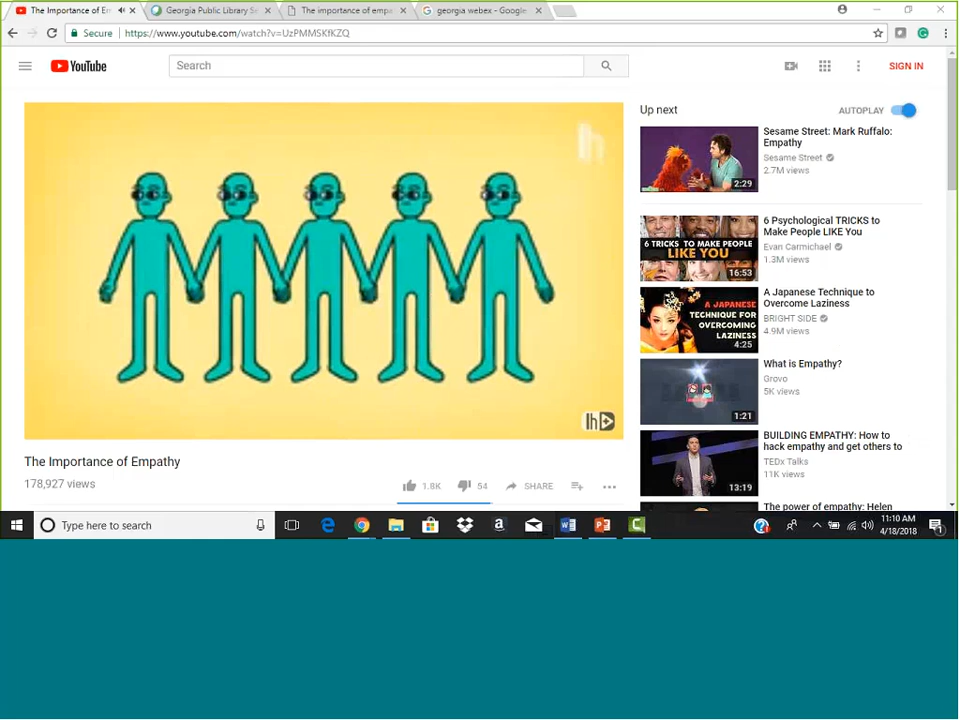 The Importance of Em
Georgia Public Library Se
The importance of empa
georgia webex - Google
Secure
https://www.youtube.com/watch?v=UzPMMSKfKZQ
YouTube
Search
SIGN IN
lh
lh
The Importance of Empathy
178,927 views
1.8K
54
SHARE
Up next
AUTOPLAY
2:29
Sesame Street: Mark Ruffalo:
Empathy
Sesame Street
2.7M views
6 TRICKS TO MAKE PEOPLE
LIKE YOU
16:53
6 Psychological TRICKS to
Make People LIKE You
Evan Carmichael
1.3M views
A JAPANESE
TECHNIQUE FOR
OVERCOMING
LAZINESS
4:25
A Japanese Technique to
Overcome Laziness
BRIGHT SIDE
4.9M views
1:21
What is Empathy?
Grovo
5K views
13:19
BUILDING EMPATHY: How to
hack empathy and get others to
TEDx Talks
11K views
The power of empathy: Helen
Type here to search
11:10 AM
4/18/2018